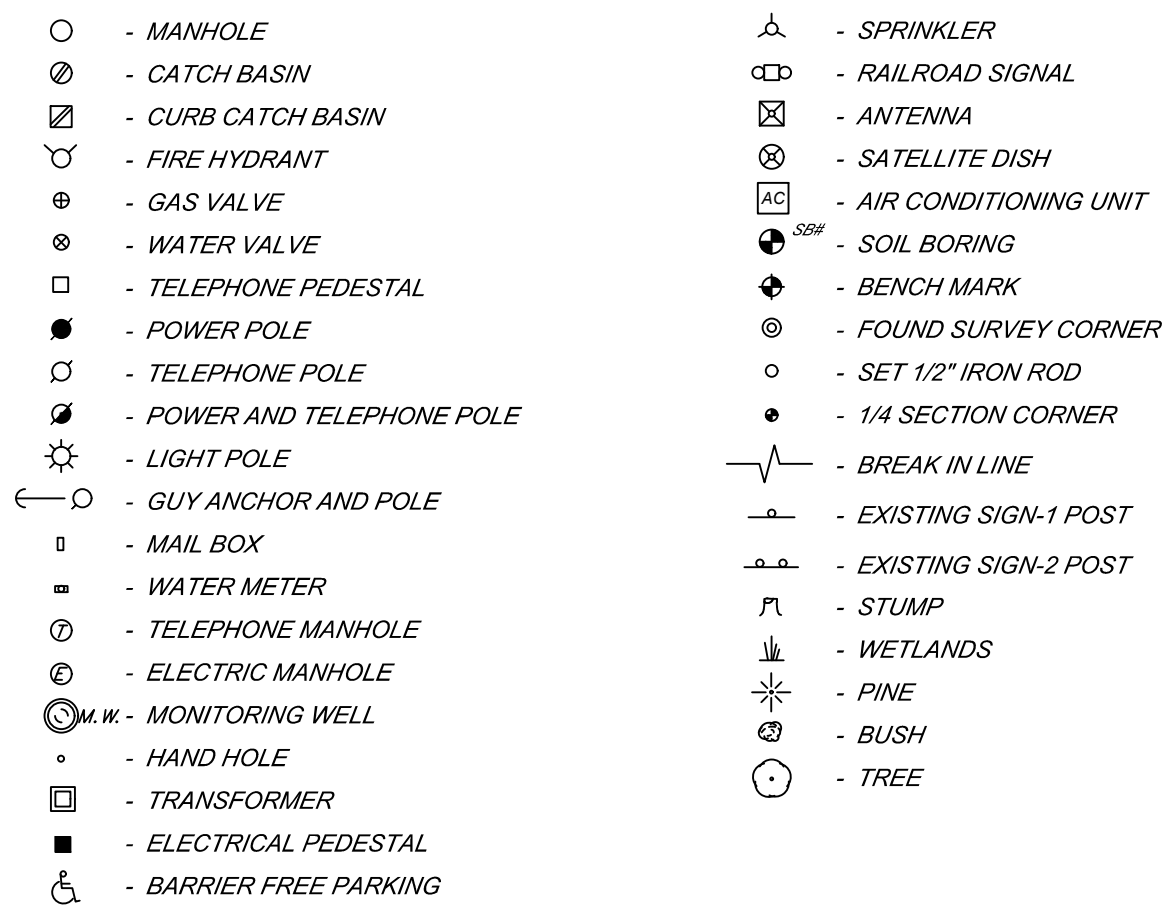 - MANHOLE
- CATCH BASIN
- CURB CATCH BASIN
- FIRE HYDRANT
- GAS VALVE
- WATER VALVE
- TELEPHONE PEDESTAL
- POWER POLE
- TELEPHONE POLE
- POWER AND TELEPHONE POLE
- LIGHT POLE
- GUY ANCHOR AND POLE
- MAIL BOX
- WATER METER
T - TELEPHONE MANHOLE
E - ELECTRIC MANHOLE
M.W. - MONITORING WELL
- HAND HOLE
- TRANSFORMER
- ELECTRICAL PEDESTAL
- BARRIER FREE PARKING
- SPRINKLER
- RAILROAD SIGNAL
- ANTENNA
- SATELLITE DISH
AC - AIR CONDITIONING UNIT
SB# - SOIL BORING
- BENCH MARK
- FOUND SURVEY CORNER
- SET 1/2" IRON ROD
- 1/4 SECTION CORNER
- BREAK IN LINE
- EXISTING SIGN-1 POST
- EXISTING SIGN-2 POST
- STUMP
- WETLANDS
- PINE
- BUSH
- TREE